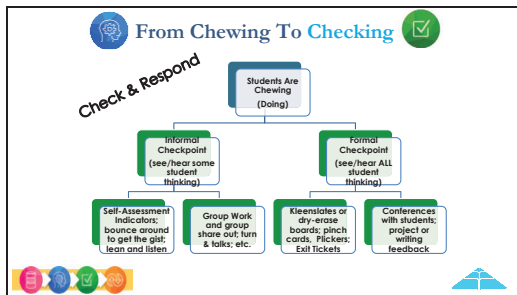 From Chewing To Checking
Check & Respond
Students Are
Chewing
(Doing)
Informal
Checkpoint
(see/hear some
student
thinking)
Formal
Checkpoint
(see/hear ALL
student
thinking)
Self-Assessment
Indicators;
bounce around
to get the gist;
lean and listen
Group Work
and group
share out; turn
& talks; etc.
Kleenslates or
dry-erase
boards; pinch
cards, Plickers;
Exit Tickets
Conferences
with students;
project or
writing
feedback